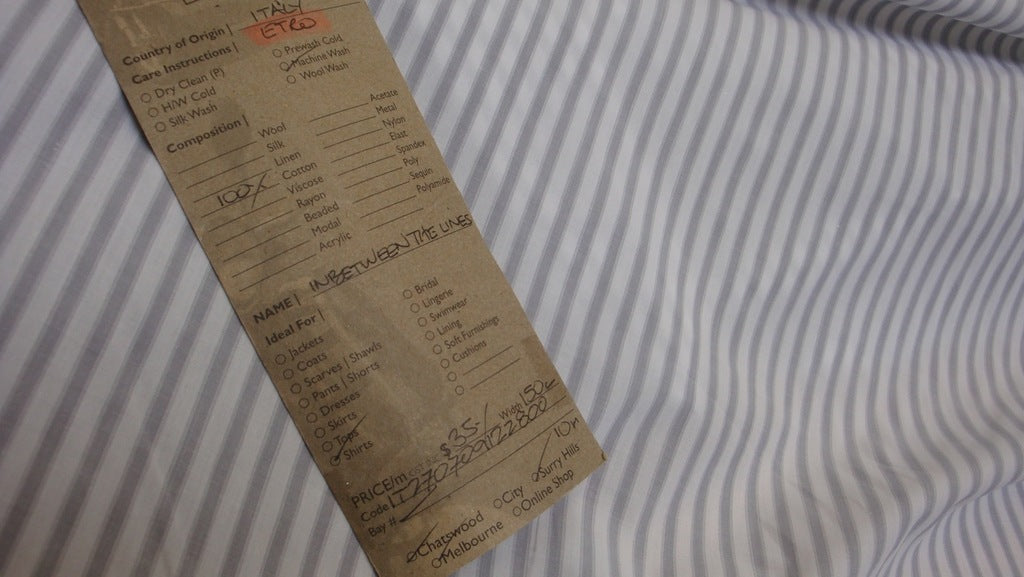 Country of Origin | ITALY
ETRO
Care Instructions |
○ Dry Clean (P)
○ H/W Cold
○ Silk Wash
○ Prewash Cold
○ Machine Wash
○ Wool Wash
Composition |
Wool
Silk
Linen
100% Cotton
Viscose
Rayon
Beaded
Modal
Acrylic
Acetate
Metal
Nylon
Elast
Spandex
Poly
Sequin
Polyamide
NAME | INBETWEEN THE LINES
Ideal For |
○ Jackets
○ Coats
○ Scarves | Shawls
○ Pants | Shorts
○ Dresses
○ Skirts
○ Tops
○ Shirts
○ Bridal
○ Lingerie
○ Swimwear
○ Lining
○ Soft Furnishings
○ Cushions
○
○
PRICE/m $35/ Wide 150
Code |
Bay #
10m
○ Chatswood ○ City ○ Surry Hills
○ Melbourne ○ Online Shop